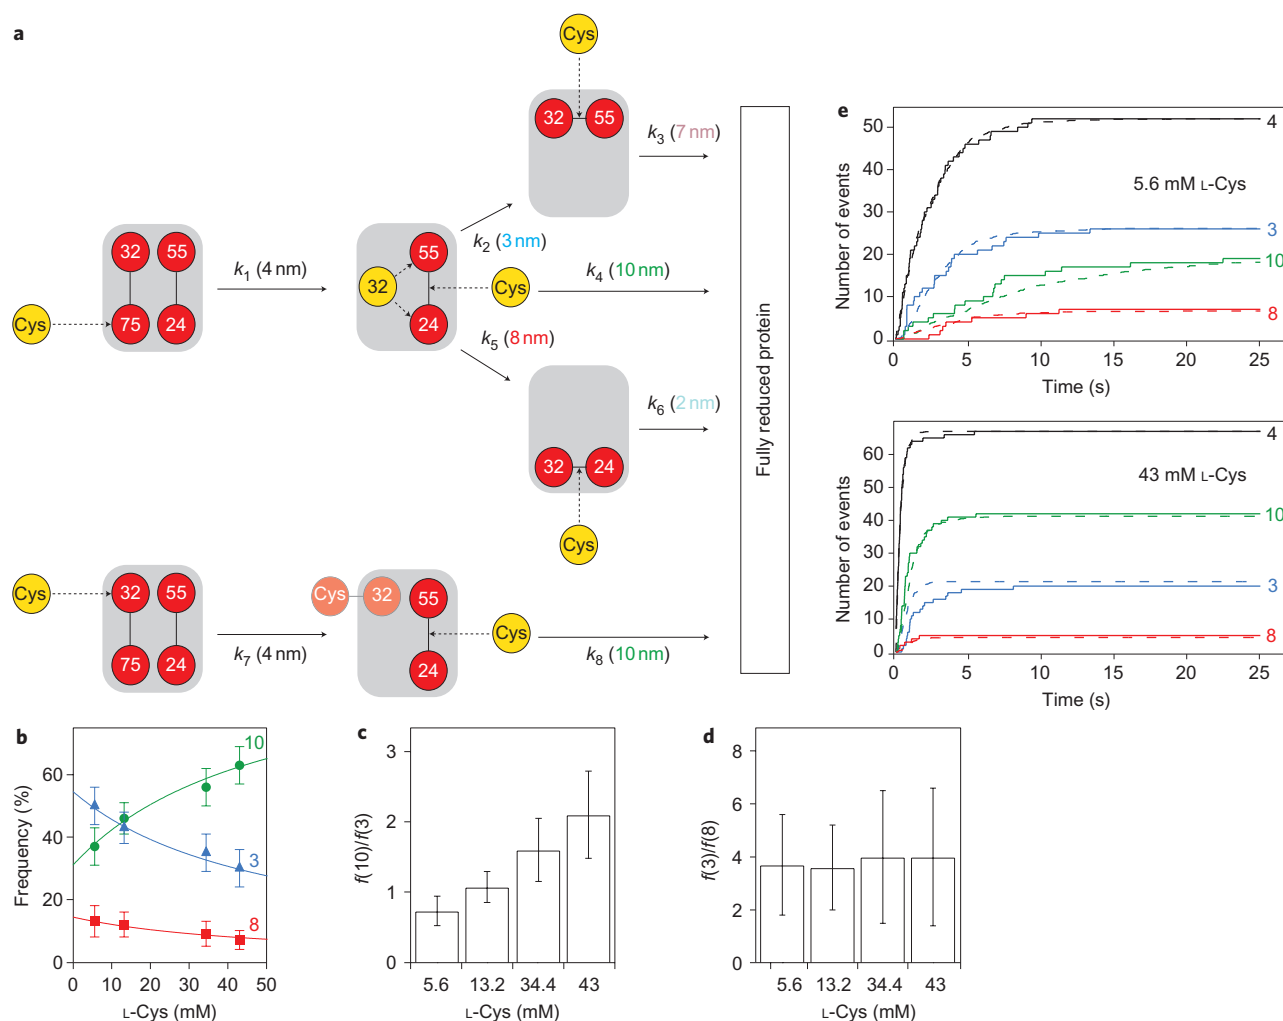 a
Cys
32
55
k3 (7 nm)
32
55
75
24
Cys
k1 (4 nm)
k2 (3 nm)
55
32
24
Cys
k4 (10 nm)
k5 (8 nm)
k6 (2 nm)
32
24
Cys
Fully reduced protein
Cys
32
55
75
24
k7 (4 nm)
Cys
32
55
24
Cys
k8 (10 nm)
b
Frequency (%)
60
40
20
0
10
3
8
0
10
20
30
40
50
L-Cys (mM)
c
f(10)/f(3)
3
2
1
0
5.6
13.2
34.4
43
L-Cys (mM)
d
f(3)/f(8)
8
6
4
2
0
5.6
13.2
34.4
43
L-Cys (mM)
e
Number of events
50
40
30
20
10
0
4
5.6 mM L-Cys
3
10
8
0
5
10
15
20
25
Time (s)
Number of events
60
50
40
30
20
10
0
4
43 mM L-Cys
10
3
8
0
5
10
15
20
25
Time (s)